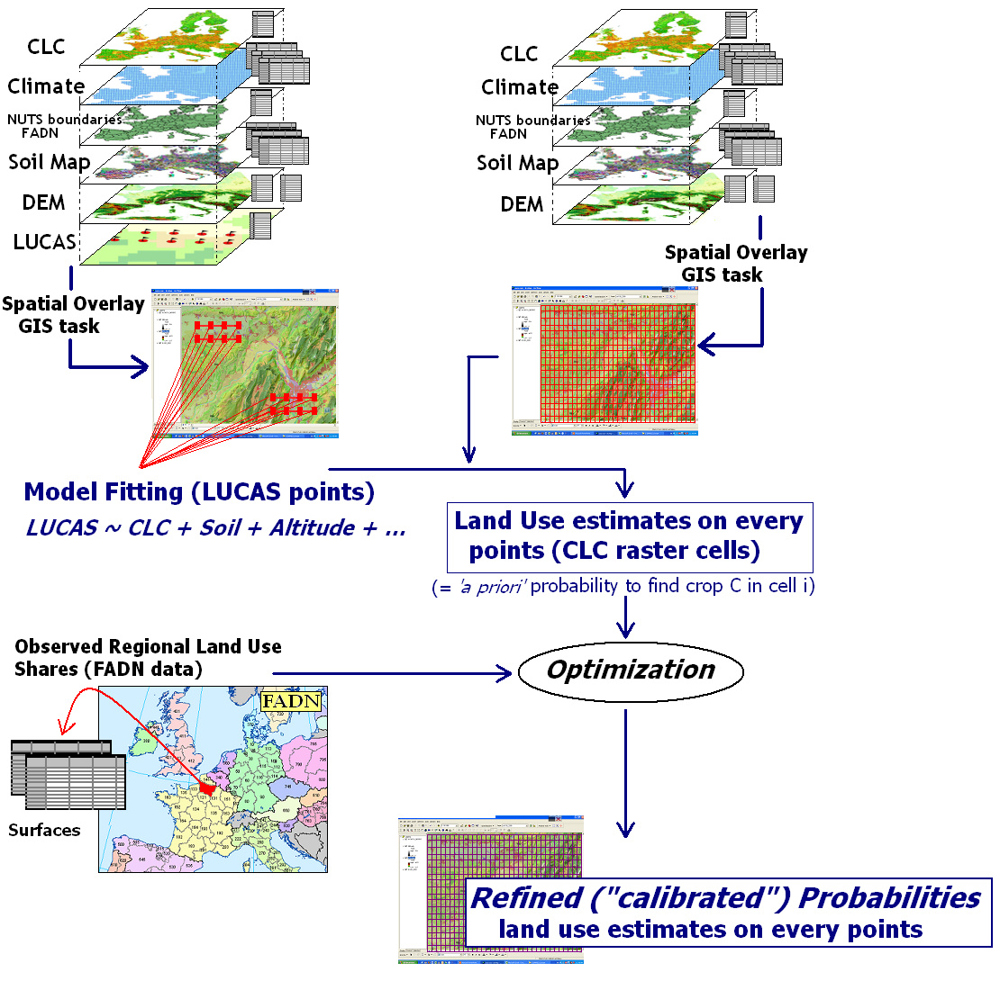 CLC
Climate
NUTS boundaries
FADN
Soil Map
DEM
LUCAS
Spatial Overlay
GIS task
CLC
Climate
NUTS boundaries
FADN
Soil Map
DEM
Spatial Overlay
GIS task
Model Fitting (LUCAS points)
LUCAS ~ CLC + Soil + Altitude + ...
Land Use estimates on every
points (CLC raster cells)
(= 'a priori' probability to find crop C in cell i)
Observed Regional Land Use
Shares (FADN data)
Optimization
FADN
Surfaces
Refined ("calibrated") Probabilities
land use estimates on every points